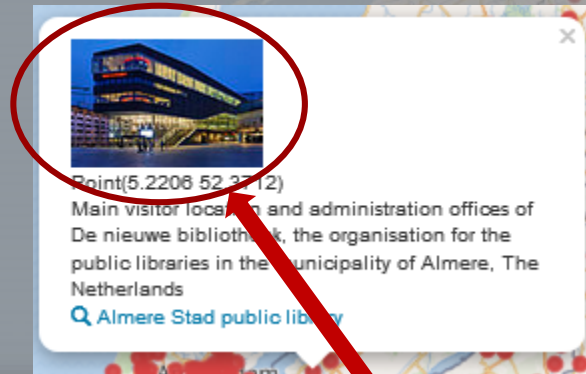 ×
Point(5.2206 52.3712)
Main visitor location and administration offices of
De nieuwe bibliotheek, the organisation for the
public libraries in the municipality of Almere, The
Netherlands
Almere Stad public library